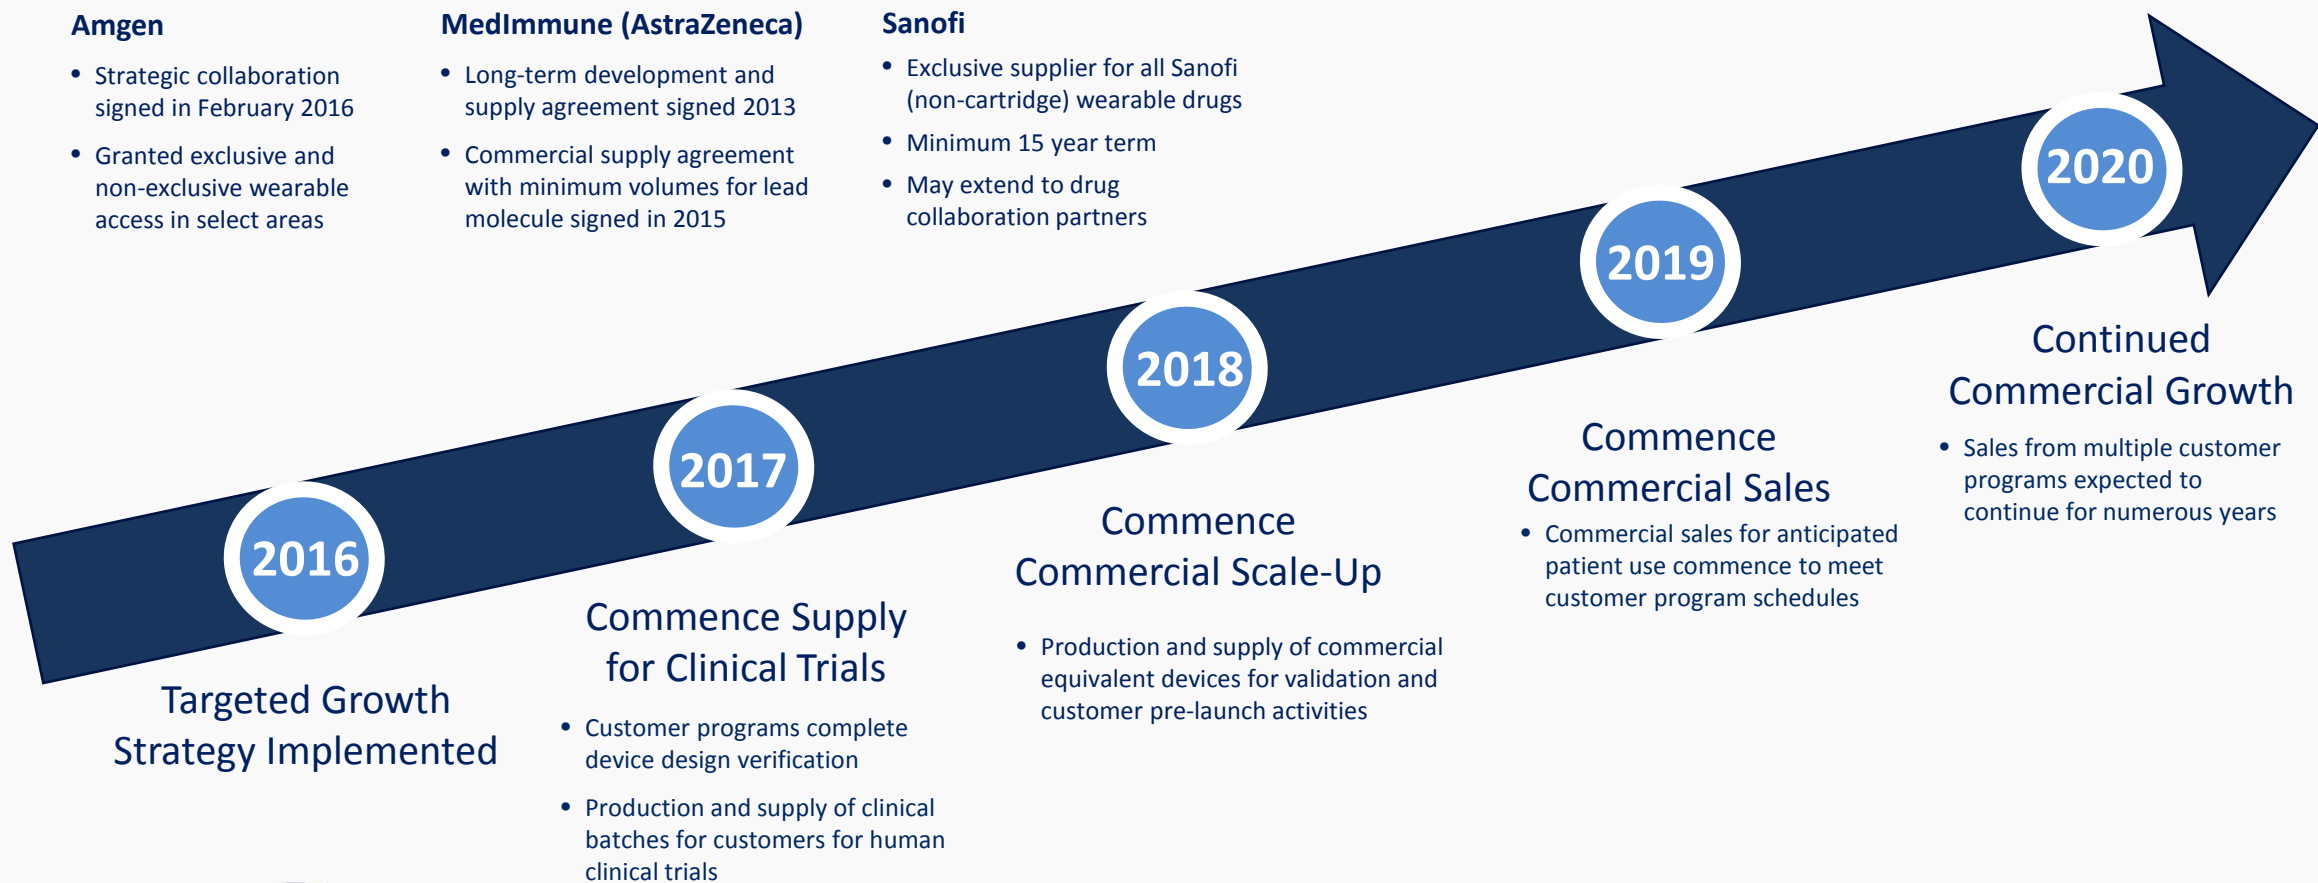 Amgen
• Strategic collaboration
signed in February 2016
• Granted exclusive and
non-exclusive wearable
access in select areas
MedImmune (AstraZeneca)
• Long-term development and
supply agreement signed 2013
• Commercial supply agreement
with minimum volumes for lead
molecule signed in 2015
Sanofi
• Exclusive supplier for all Sanofi
(non-cartridge) wearable drugs
• Minimum 15 year term
• May extend to drug
collaboration partners
2016
Targeted Growth
Strategy Implemented
2017
Commence Supply
for Clinical Trials
• Customer programs complete
device design verification
• Production and supply of clinical
batches for customers for human
clinical trials
2018
Commence
Commercial Scale-Up
• Production and supply of commercial
equivalent devices for validation and
customer pre-launch activities
2019
Commence
Commercial Sales
• Commercial sales for anticipated
patient use commence to meet
customer program schedules
2020
Continued
Commercial Growth
• Sales from multiple customer
programs expected to
continue for numerous years